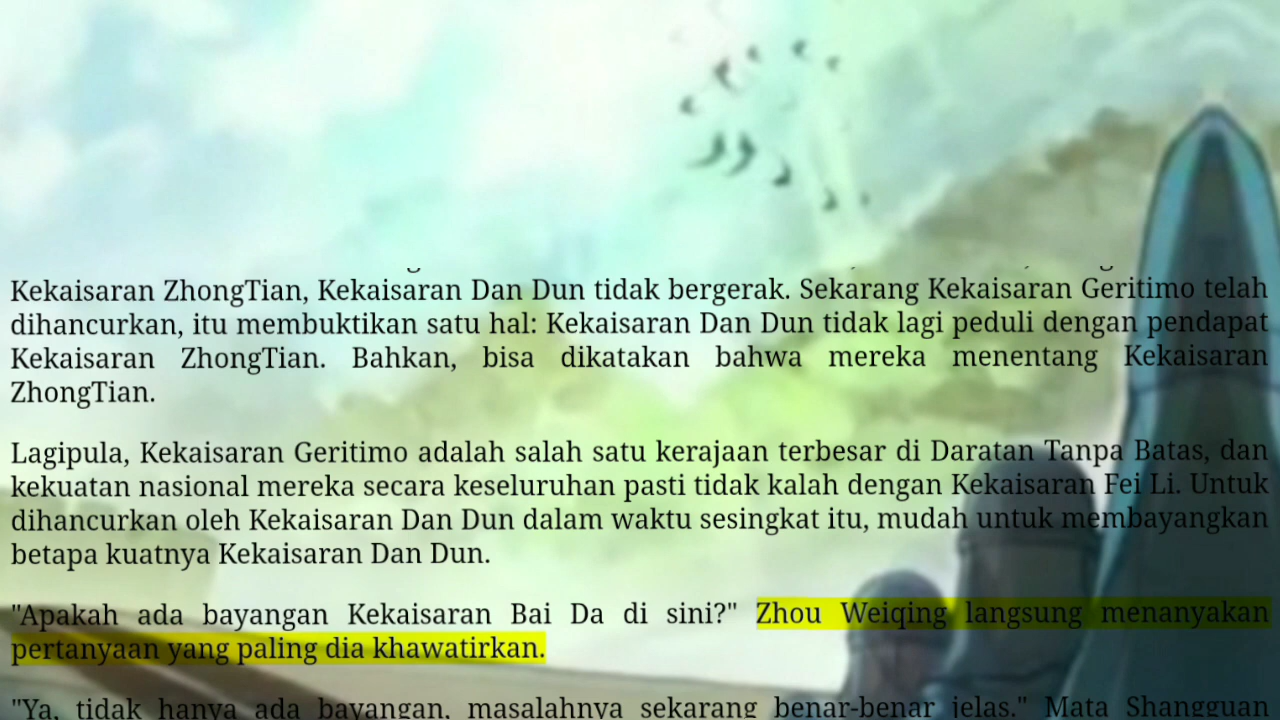 Kekaisaran ZhongTian, Kekaisaran Dan Dun tidak bergerak. Sekarang Kekaisaran Geritimo telah
dihancurkan, itu membuktikan satu hal: Kekaisaran Dan Dun tidak lagi peduli dengan pendapat
Kekaisaran ZhongTian. Bahkan, bisa dikatakan bahwa mereka menentang Kekaisaran
ZhongTian.
Lagipula, Kekaisaran Geritimo adalah salah satu kerajaan terbesar di Daratan Tanpa Batas, dan
kekuatan nasional mereka secara keseluruhan pasti tidak kalah dengan Kekaisaran Fei Li. Untuk
dihancurkan oleh Kekaisaran Dan Dun dalam waktu sesingkat itu, mudah untuk membayangkan
betapa kuatnya Kekaisaran Dan Dun.
"Apakah ada bayangan Kekaisaran Bai Da di sini?" Zhou Weiqing langsung menanyakan
pertanyaan yang paling dia khawatirkan.
"Ya, tidak hanya ada bayangan, masalahnya sekarang benar-benar jelas." Mata Shangguan